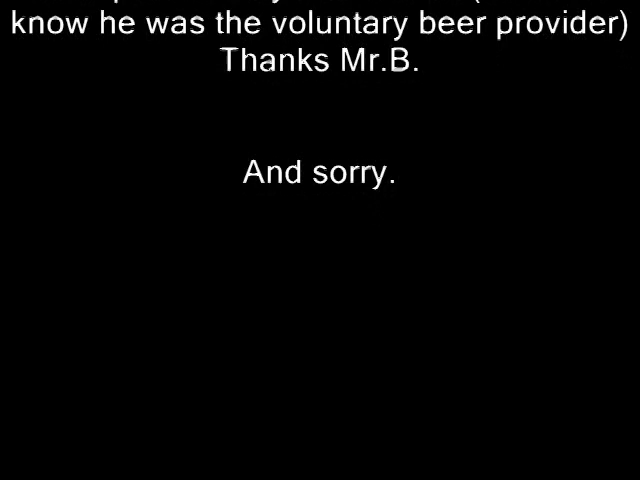 know he was the voluntary beer provider)
Thanks Mr.B.
And sorry.